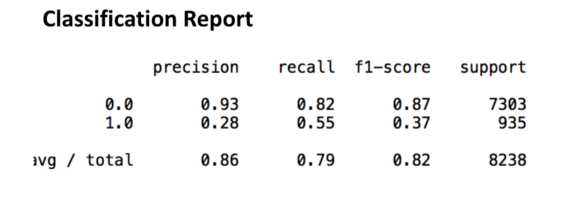 Classification Report
precision recall f1-score support
0.0 0.93 0.82 0.87 7303
1.0 0.28 0.55 0.37 935
avg / total 0.86 0.79 0.82 8238